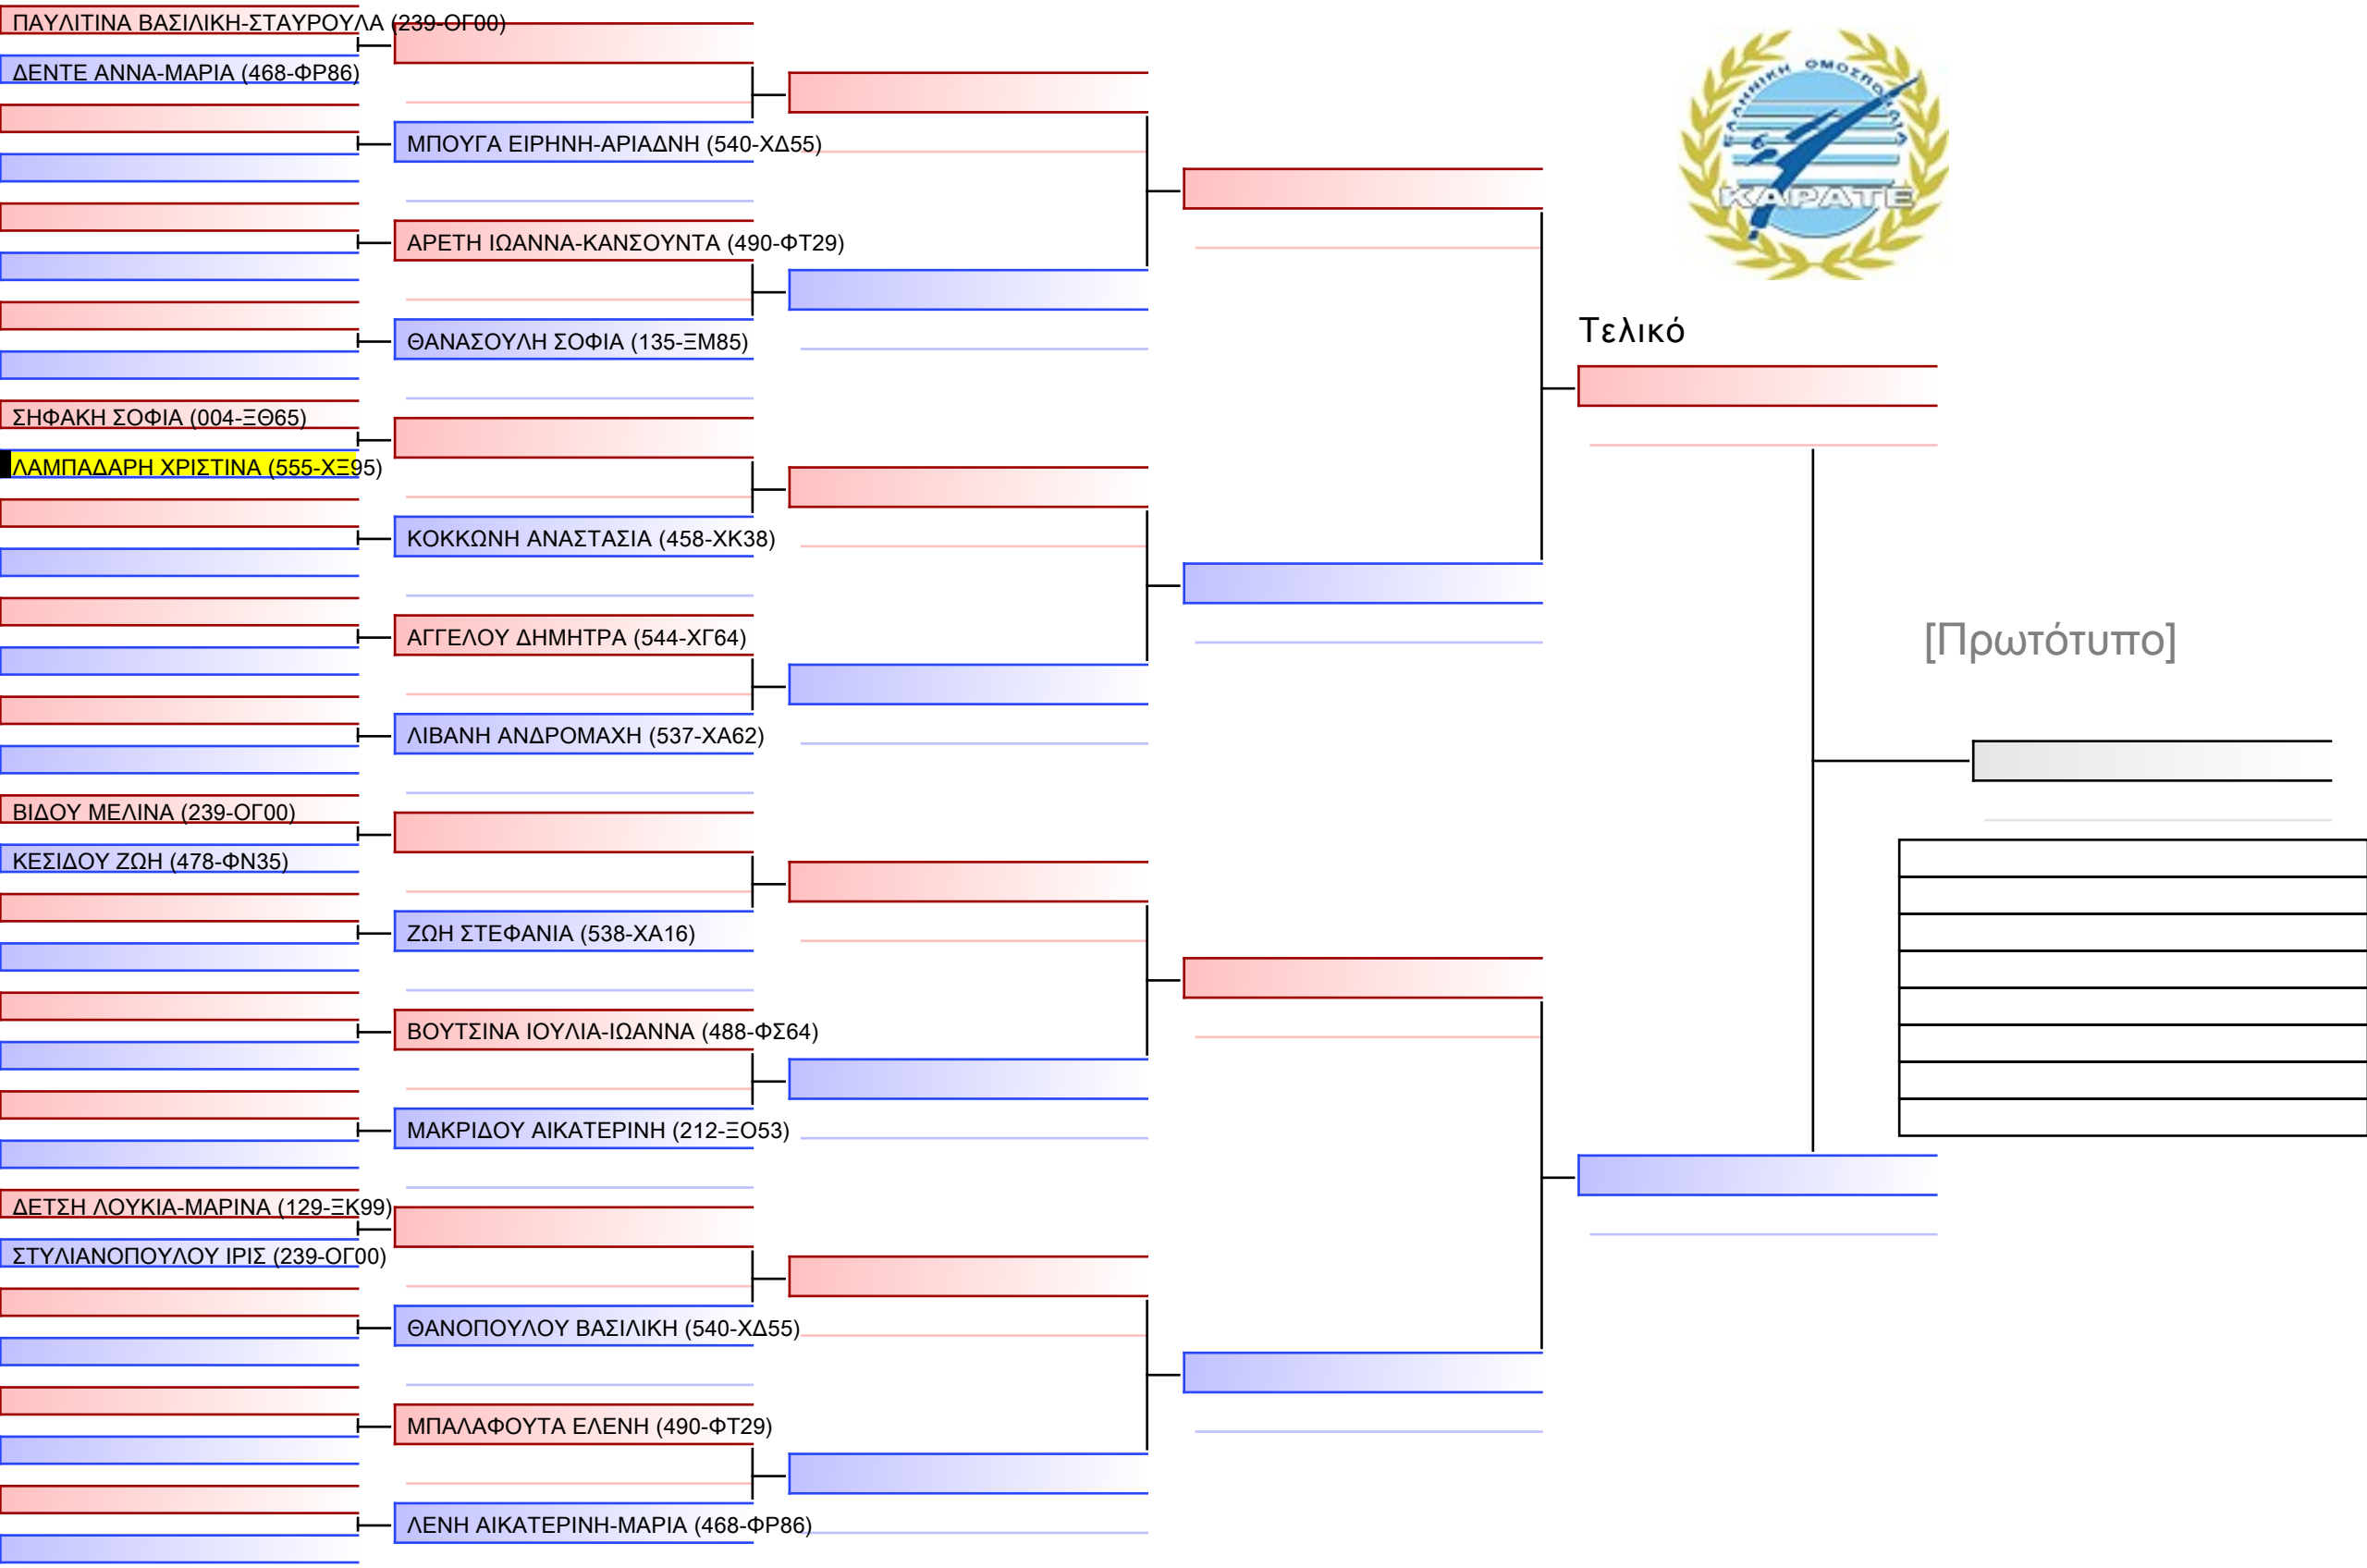 ΠΑΥΛΙΤΙΝΑ ΒΑΣΙΛΙΚΗ-ΣΤΑΥΡΟΥΛΑ (239-ΟΓ00)
ΔΕΝΤΕ ΑΝΝΑ-ΜΑΡΙΑ (468-ΦΡ86)
ΣΗΦΑΚΗ ΣΟΦΙΑ (004-ΞΘ65)
ΛΑΜΠΑΔΑΡΗ ΧΡΙΣΤΙΝΑ (555-ΧΞ95)
ΒΙΔΟΥ ΜΕΛΙΝΑ (239-ΟΓ00)
ΚΕΣΙΔΟΥ ΖΩΗ (478-ΦΝ35)
ΔΕΤΣΗ ΛΟΥΚΙΑ-ΜΑΡΙΝΑ (129-ΞΚ99)
ΣΤΥΛΙΑΝΟΠΟΥΛΟΥ ΙΡΙΣ (239-ΟΓ00)
ΜΠΟΥΓΑ ΕΙΡΗΝΗ-ΑΡΙΑΔΝΗ (540-ΧΔ55)
ΑΡΕΤΗ ΙΩΑΝΝΑ-ΚΑΝΣΟΥΝΤΑ (490-ΦΤ29)
ΘΑΝΑΣΟΥΛΗ ΣΟΦΙΑ (135-ΞΜ85)
ΚΟΚΚΩΝΗ ΑΝΑΣΤΑΣΙΑ (458-ΧΚ38)
ΑΓΓΕΛΟΥ ΔΗΜΗΤΡΑ (544-ΧΓ64)
ΛΙΒΑΝΗ ΑΝΔΡΟΜΑΧΗ (537-ΧΑ62)
ΖΩΗ ΣΤΕΦΑΝΙΑ (538-ΧΑ16)
ΒΟΥΤΣΙΝΑ ΙΟΥΛΙΑ-ΙΩΑΝΝΑ (488-ΦΣ64)
ΜΑΚΡΙΔΟΥ ΑΙΚΑΤΕΡΙΝΗ (212-ΞΟ53)
ΘΑΝΟΠΟΥΛΟΥ ΒΑΣΙΛΙΚΗ (540-ΧΔ55)
ΜΠΑΛΑΦΟΥΤΑ ΕΛΕΝΗ (490-ΦΤ29)
ΛΕΝΗ ΑΙΚΑΤΕΡΙΝΗ-ΜΑΡΙΑ (468-ΦΡ86)
ΕΛΛΗΝΙΚΗ ΟΜΟΣΠΟΝΔΙΑ
ΚΑΡΑΤΕ
Τελικό
[Πρωτότυπο]